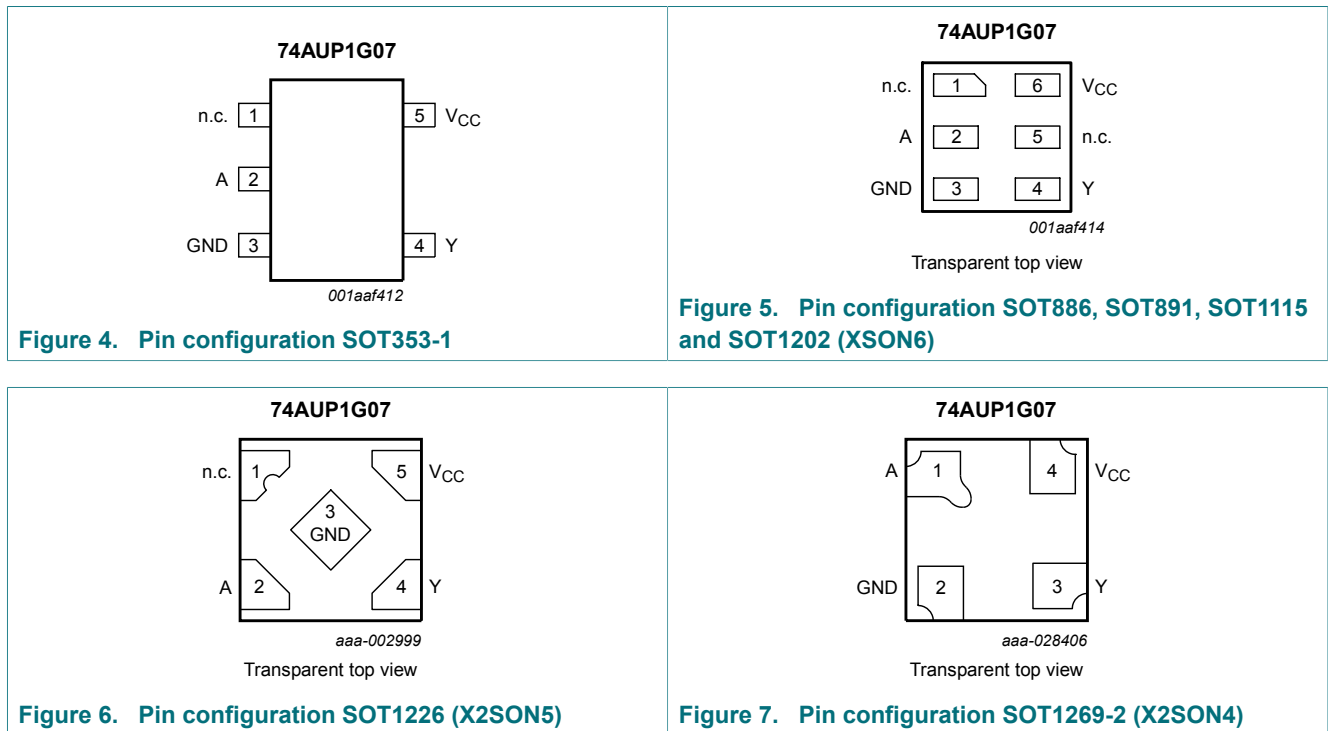 74AUP1G07
n.c. 1 5 VCC
A 2
GND 3 4 Y
001aaf412
Figure 4. Pin configuration SOT353-1
74AUP1G07
n.c. 1 6 VCC
A 2 5 n.c.
GND 3 4 Y
001aaf414
Transparent top view
Figure 5. Pin configuration SOT886, SOT891, SOT1115
and SOT1202 (XSON6)
74AUP1G07
n.c. 1 5 VCC
3
GND
A 2 4 Y
aaa-002999
Transparent top view
Figure 6. Pin configuration SOT1226 (X2SON5)
74AUP1G07
A 1 4 VCC
GND 2 3 Y
aaa-028406
Transparent top view
Figure 7. Pin configuration SOT1269-2 (X2SON4)